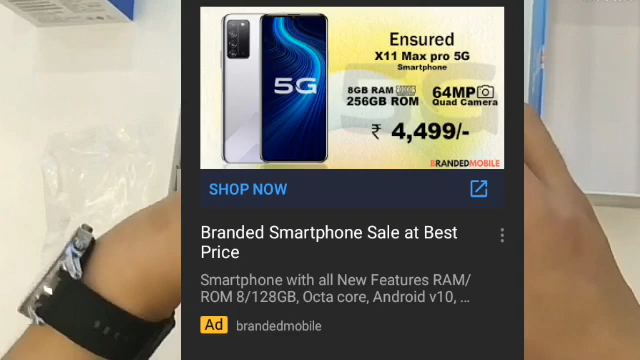 5G
Ensured
X11 Max pro 5G
Smartphone
8GB RAM
256GB ROM
64MP
Quad Camera
₹ 4,499/-
BRANDEDMOBILE
SHOP NOW
Branded Smartphone Sale at Best
Price
Smartphone with all New Features RAM/
ROM 8/128GB, Octa core, Android v10, ...
Ad brandedmobile